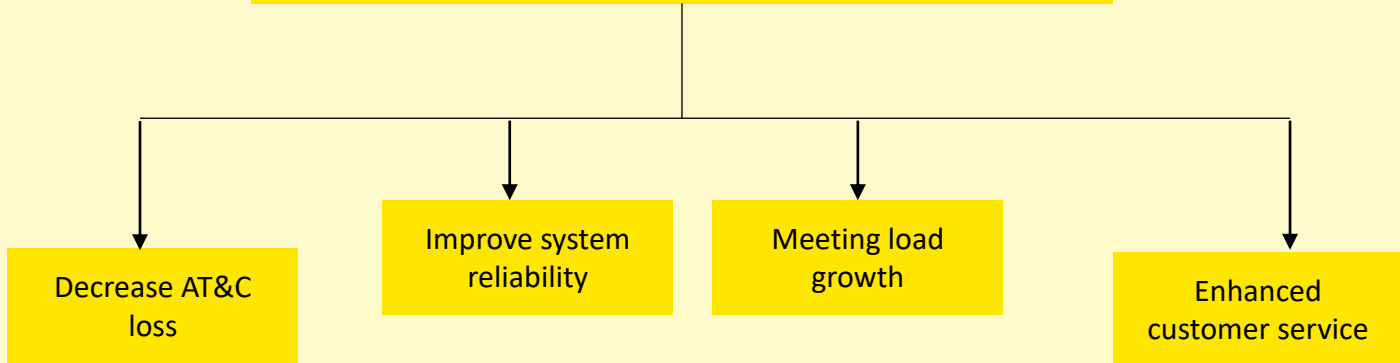 Decrease AT&C
loss
Improve system
reliability
Meeting load
growth
Enhanced
customer service